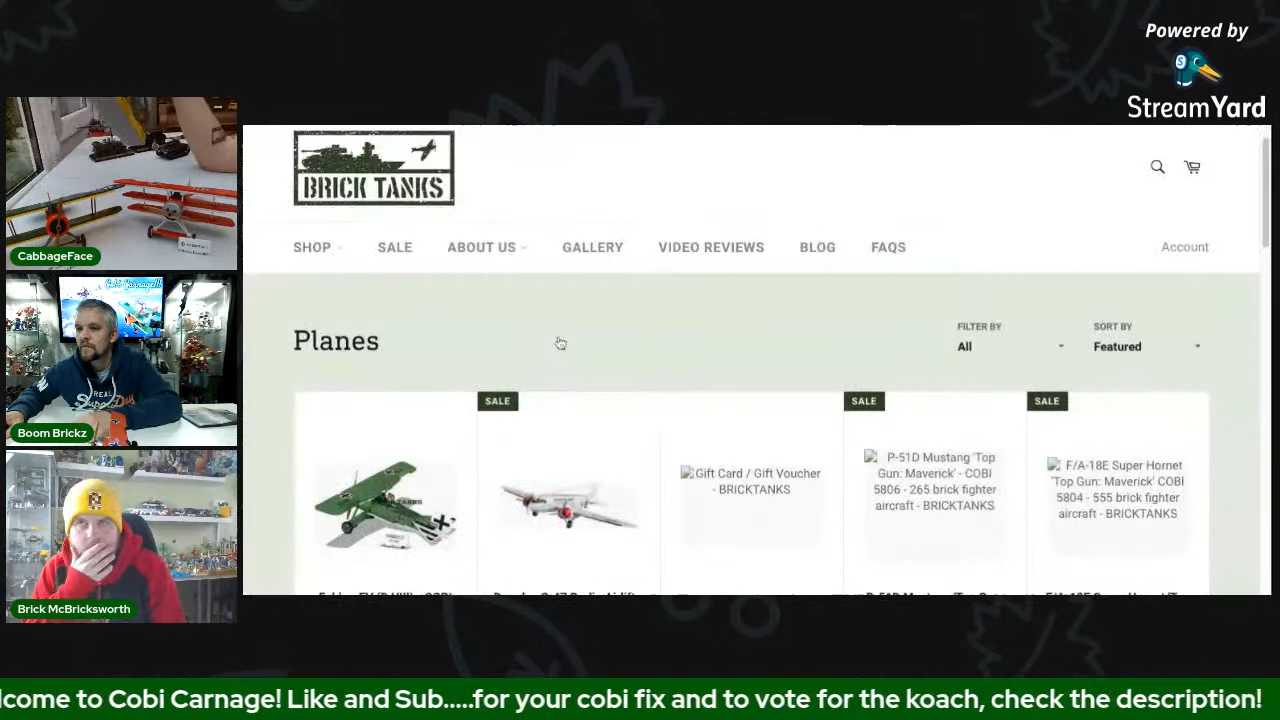 Powered by
StreamYard
BRICK TANKS
SHOP
SALE
ABOUT US
GALLERY
VIDEO REVIEWS
BLOG
FAQS
Account
Planes
FILTER BY
All
SORT BY
Featured
SALE
SALE
SALE
Gift Card / Gift Voucher
- BRICKTANKS
P-51D Mustang 'Top
Gun: Maverick' - COBI
5806 - 265 brick fighter
aircraft - BRICKTANKS
F/A-18E Super Hornet
'Top Gun: Maverick' COBI
5804 - 555 brick fighter
aircraft - BRICKTANKS
CabbageFace
Cobi Carnage!!!
REAL
Boom Brickz
Brick McBricksworth
lcome to Cobi Carnage! Like and Sub.....for your cobi fix and to vote for the koach, check the description!